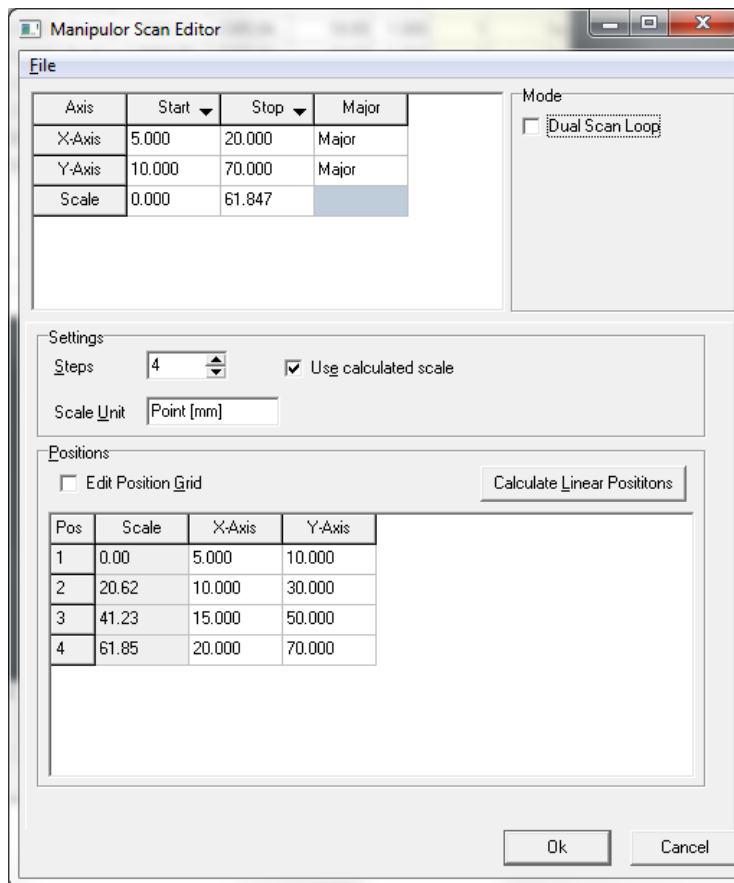 Manipulor Scan Editor
File
Axis Start Stop Major
X-Axis 5.000 20.000 Major
Y-Axis 10.000 70.000 Major
Scale 0.000 61.847
Mode
Dual Scan Loop
Settings
Steps 4 Use calculated scale
Scale Unit Point [mm]
Positions
Edit Position Grid Calculate Linear Posititons
Pos Scale X-Axis Y-Axis
1 0.00 5.000 10.000
2 20.62 10.000 30.000
3 41.23 15.000 50.000
4 61.85 20.000 70.000
Ok Cancel